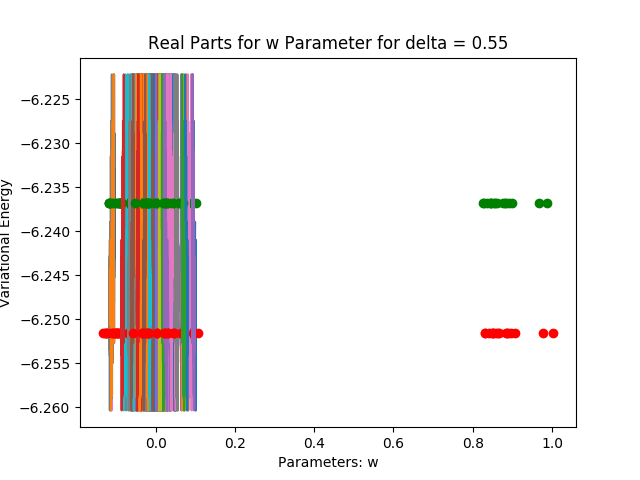 Real Parts for w Parameter for delta = 0.55
Variational Energy
−6.225
−6.230
−6.235
−6.240
−6.245
−6.250
−6.255
−6.260
0.0 0.2 0.4 0.6 0.8 1.0
Parameters: w